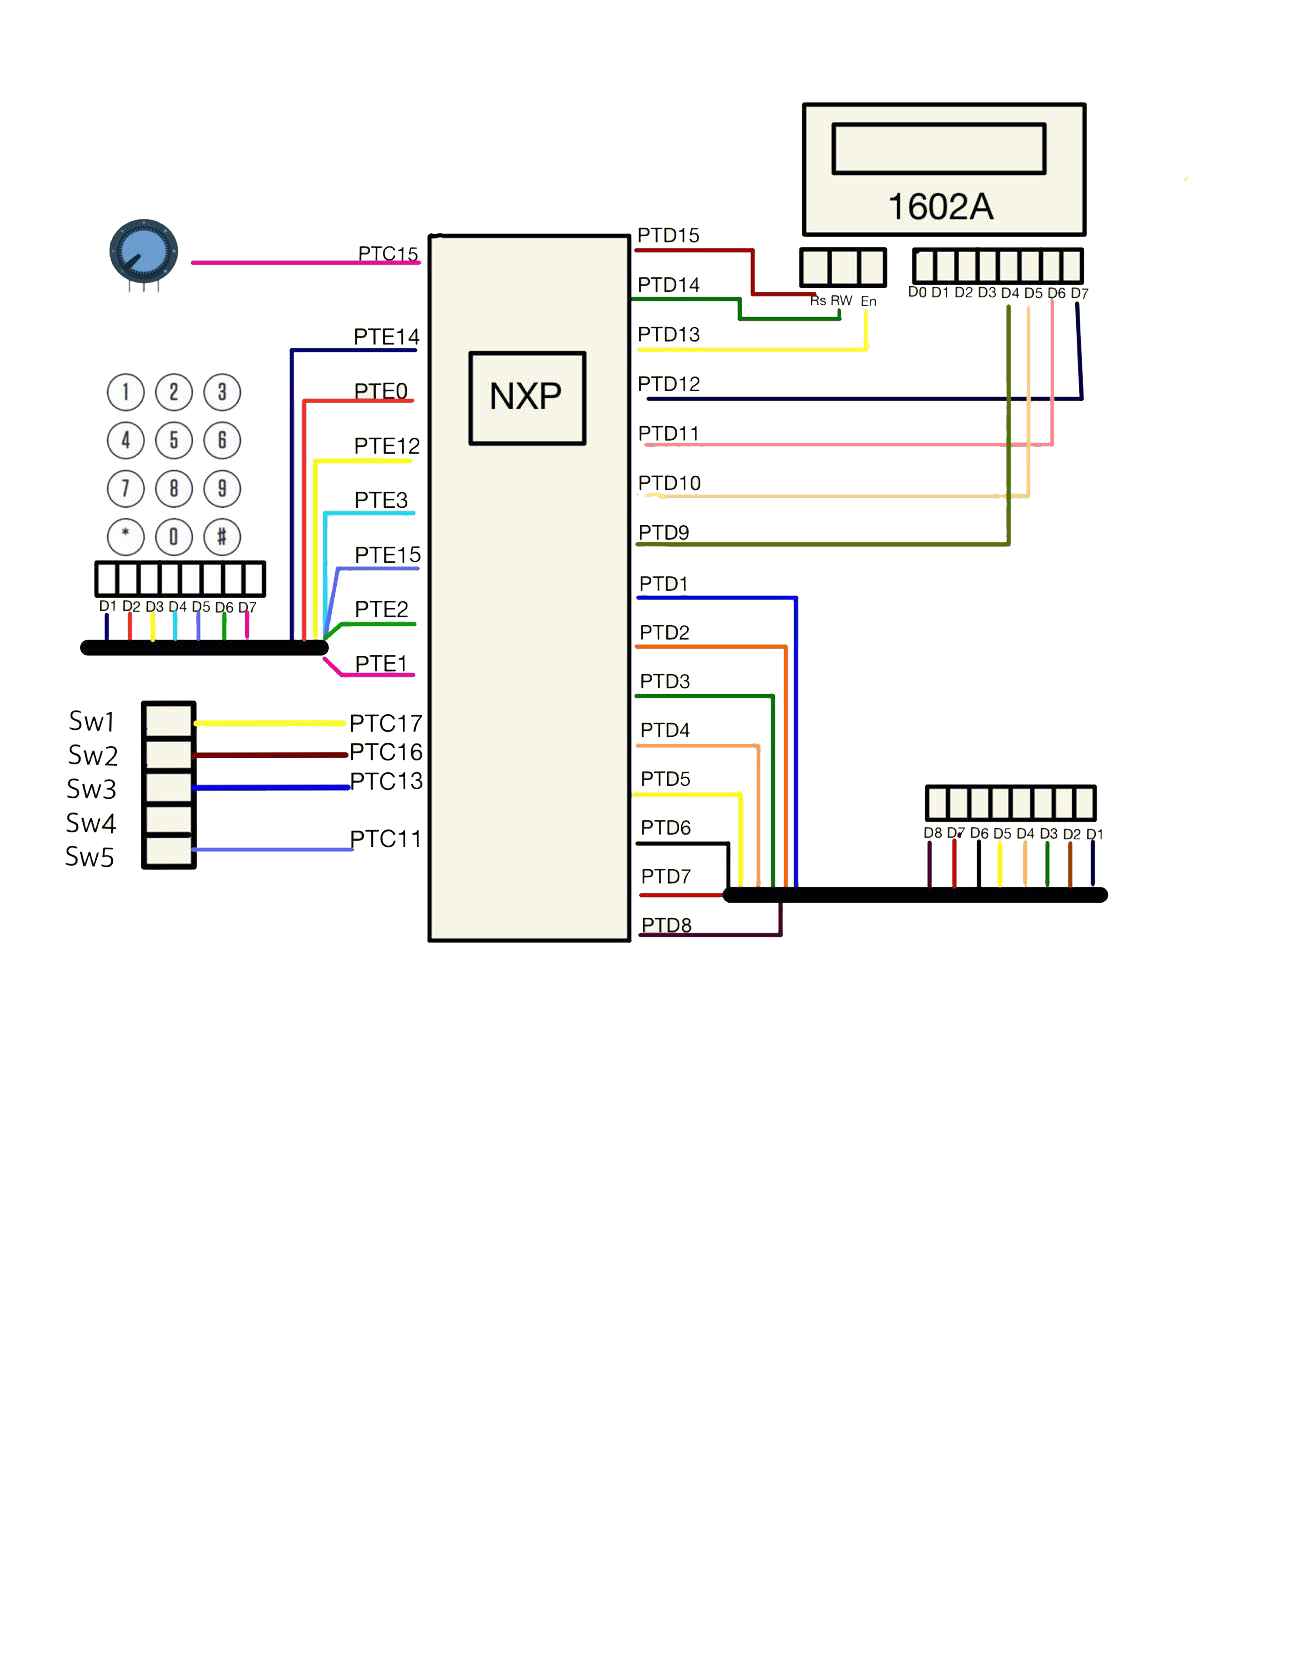 1602A
Rs RW En
D0 D1 D2 D3 D4 D5 D6 D7
PTC15
PTE14
PTE0
PTE12
PTE3
PTE15
PTE2
PTE1
PTC17
PTC16
PTC13
PTC11
NXP
PTD15
PTD14
PTD13
PTD12
PTD11
PTD10
PTD9
PTD1
PTD2
PTD3
PTD4
PTD5
PTD6
PTD7
PTD8
1 2 3
4 5 6
7 8 9
* 0 #
D1 D2 D3 D4 D5 D6 D7
Sw1
Sw2
Sw3
Sw4
Sw5
D8 D7 D6 D5 D4 D3 D2 D1